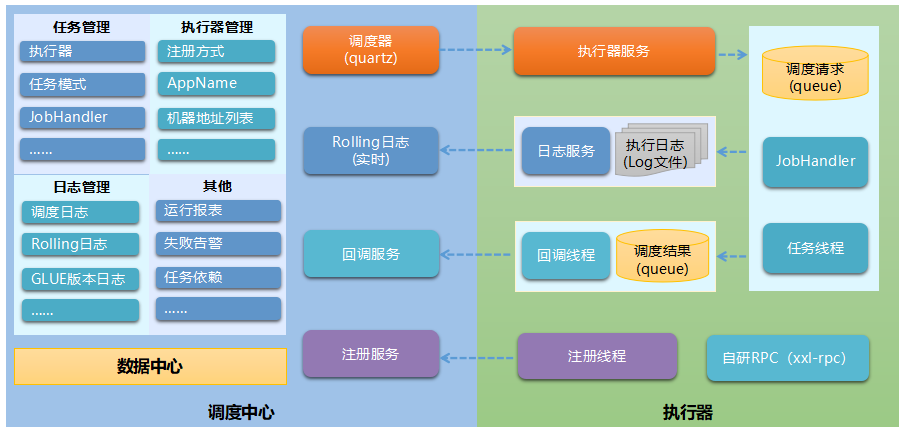 任务管理
执行器
任务模式
JobHandler
......
执行器管理
注册方式
AppName
机器地址列表
......
日志管理
调度日志
Rolling日志
GLUE版本日志
......
其他
运行报表
失败告警
任务依赖
......
数据中心
调度器
(quartz)
Rolling日志
(实时)
回调服务
注册服务
调度中心
执行器服务
日志服务
执行日志
(Log文件)
回调线程
调度结果
(queue)
注册线程
调度请求
(queue)
JobHandler
任务线程
自研RPC（xxl-rpc）
执行器